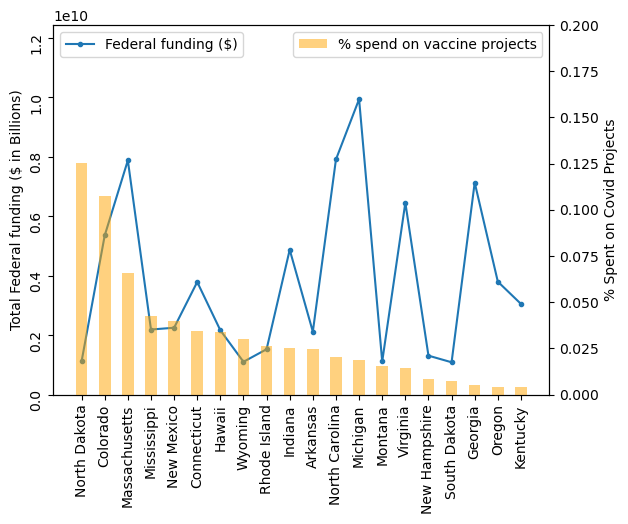 1e10
Federal funding ($)
% spend on vaccine projects
Total Federal funding ($ in Billions)
1.2
1.0
0.8
0.6
0.4
0.2
0.0
0.200
0.175
0.150
0.125
0.100
0.075
0.050
0.025
0.000
% Spent on Covid Projects
North Dakota
Colorado
Massachusetts
Mississippi
New Mexico
Connecticut
Hawaii
Wyoming
Rhode Island
Indiana
Arkansas
North Carolina
Michigan
Montana
Virginia
New Hampshire
South Dakota
Georgia
Oregon
Kentucky